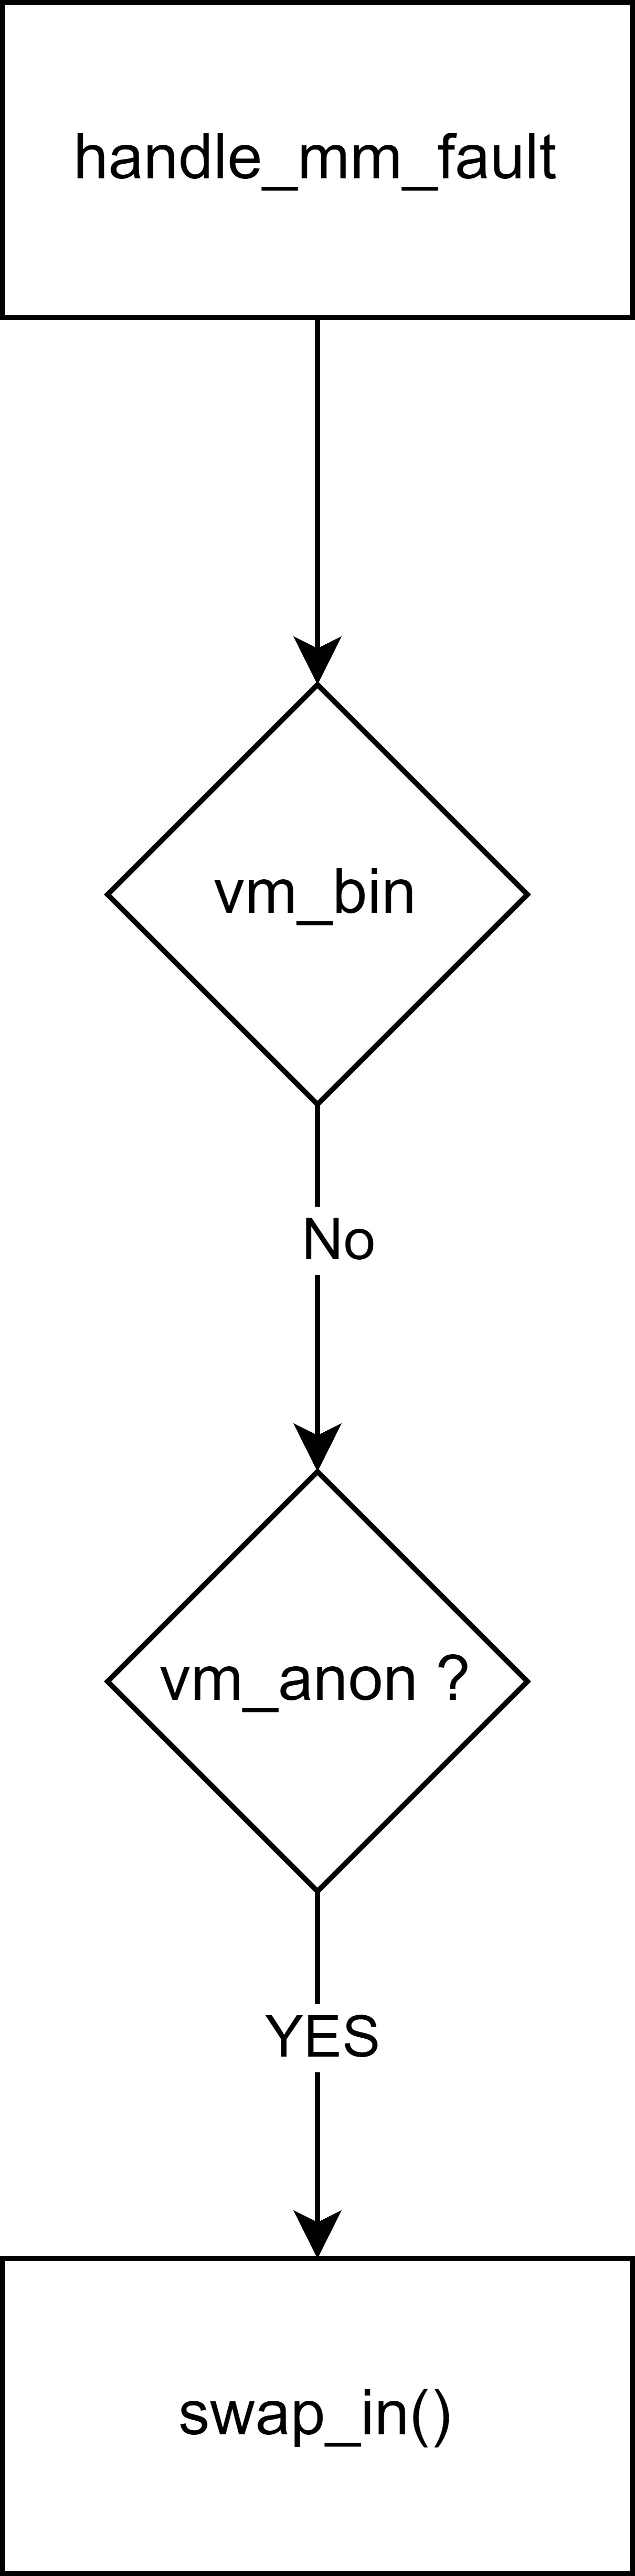 handle_mm_fault
vm_bin
No
vm_anon ?
YES
swap_in()